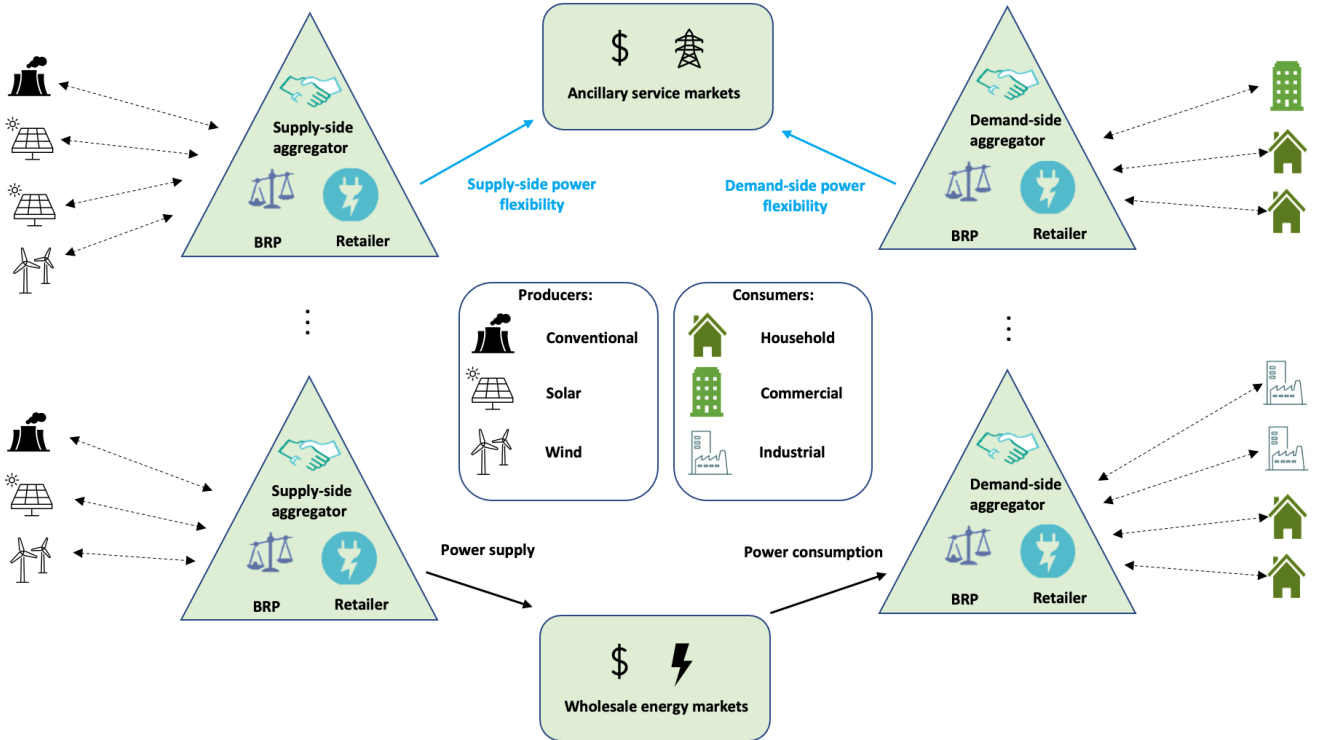 $
Ancillary service markets
Supply-side
aggregator
BRP
Retailer
Supply-side power
flexibility
Demand-side power
flexibility
Demand-side
aggregator
BRP
Retailer
Producers:
Conventional
Solar
Wind
Consumers:
Household
Commercial
Industrial
Supply-side
aggregator
BRP
Retailer
Power supply
Power consumption
Demand-side
aggregator
BRP
Retailer
$
Wholesale energy markets